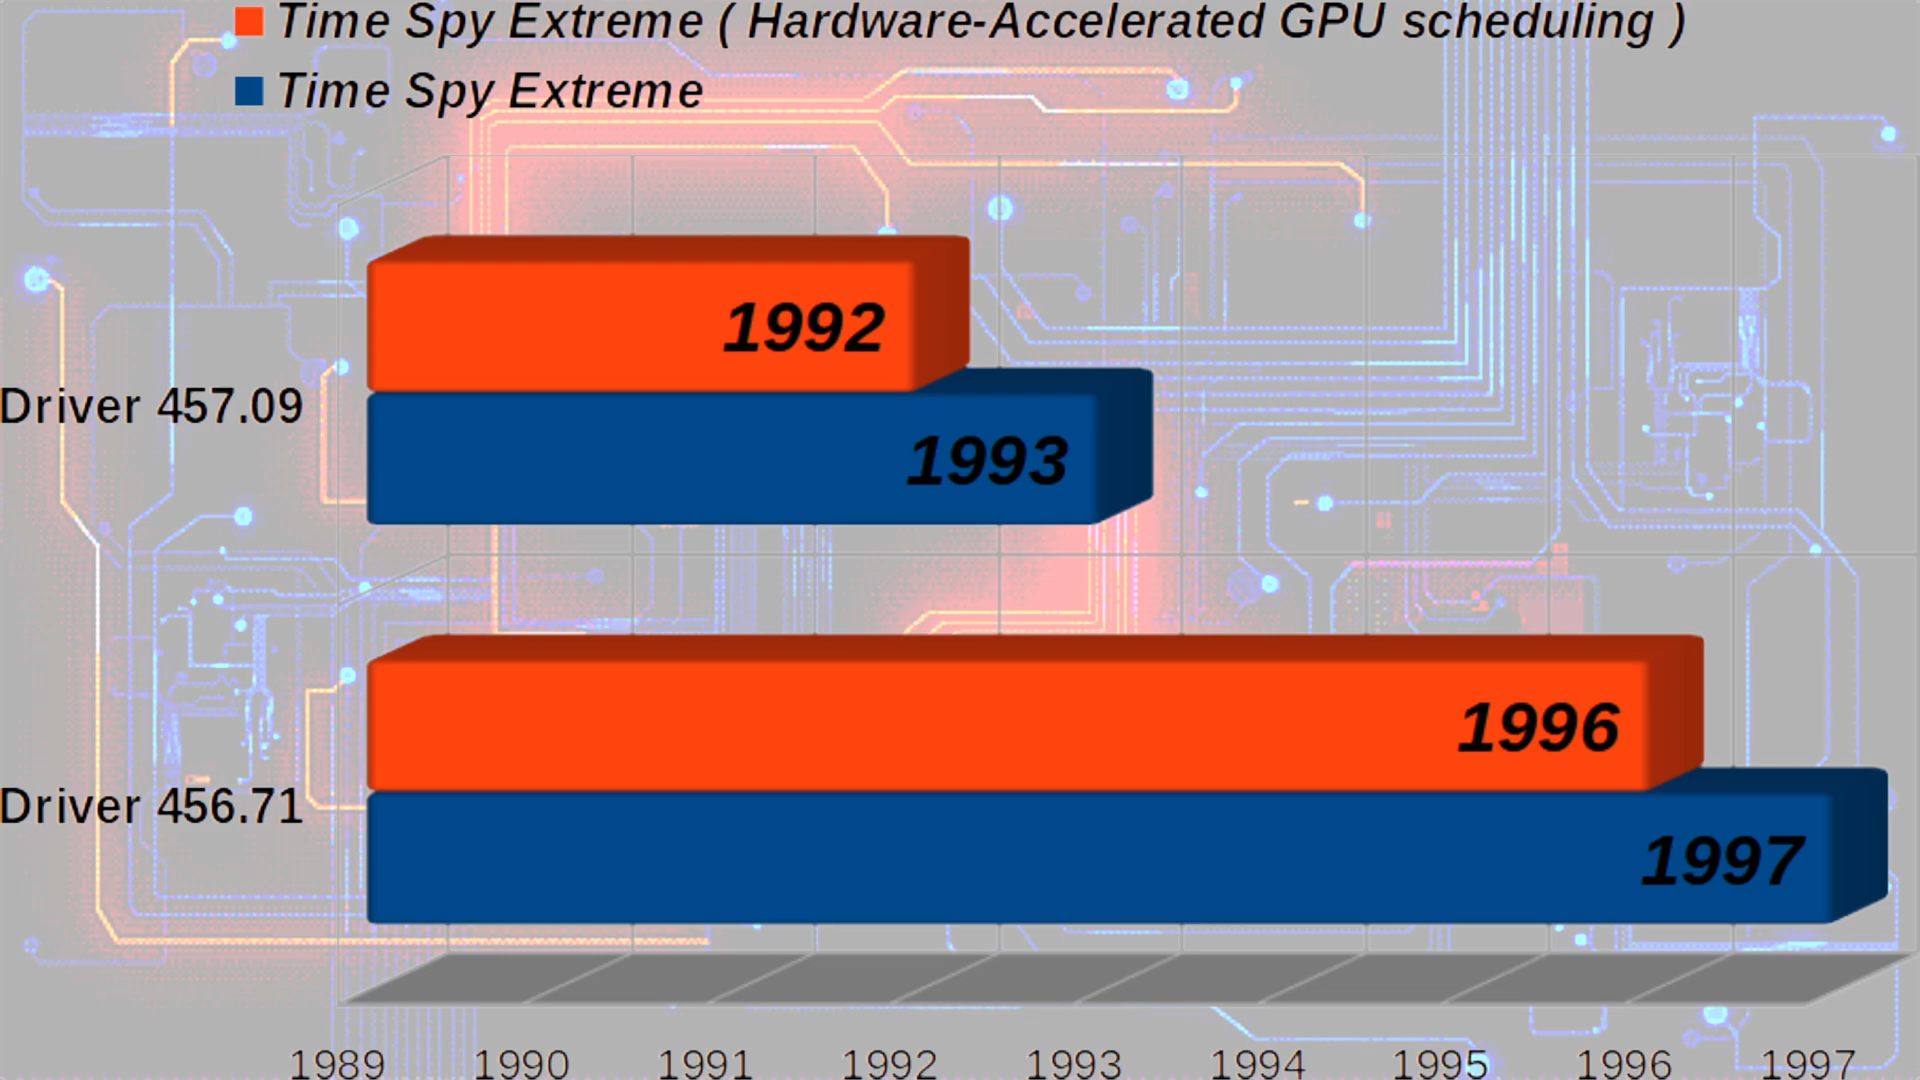 Time Spy Extreme ( Hardware-Accelerated GPU scheduling )
Time Spy Extreme
1992
Driver 457.09
1993
1996
Driver 456.71
1997
1989 1990 1991 1992 1993 1994 1995 1996 1997